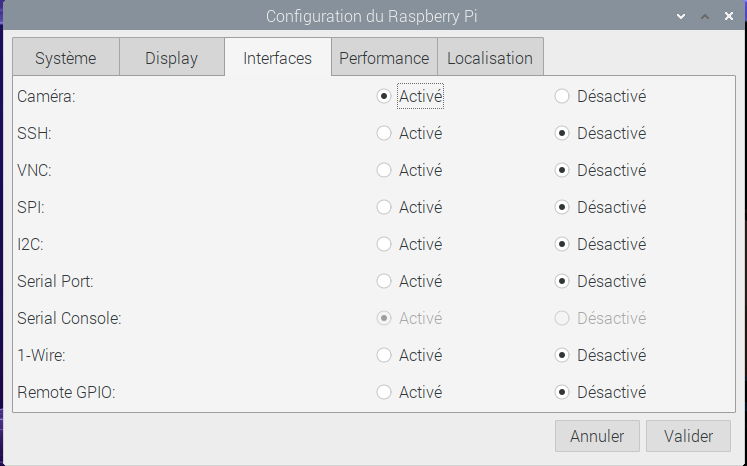 Configuration du Raspberry Pi
Système Display Interfaces Performance Localisation
Caméra: Activé Désactivé
SSH: Activé Désactivé
VNC: Activé Désactivé
SPI: Activé Désactivé
I2C: Activé Désactivé
Serial Port: Activé Désactivé
Serial Console: Activé Désactivé
1-Wire: Activé Désactivé
Remote GPIO: Activé Désactivé
Annuler Valider